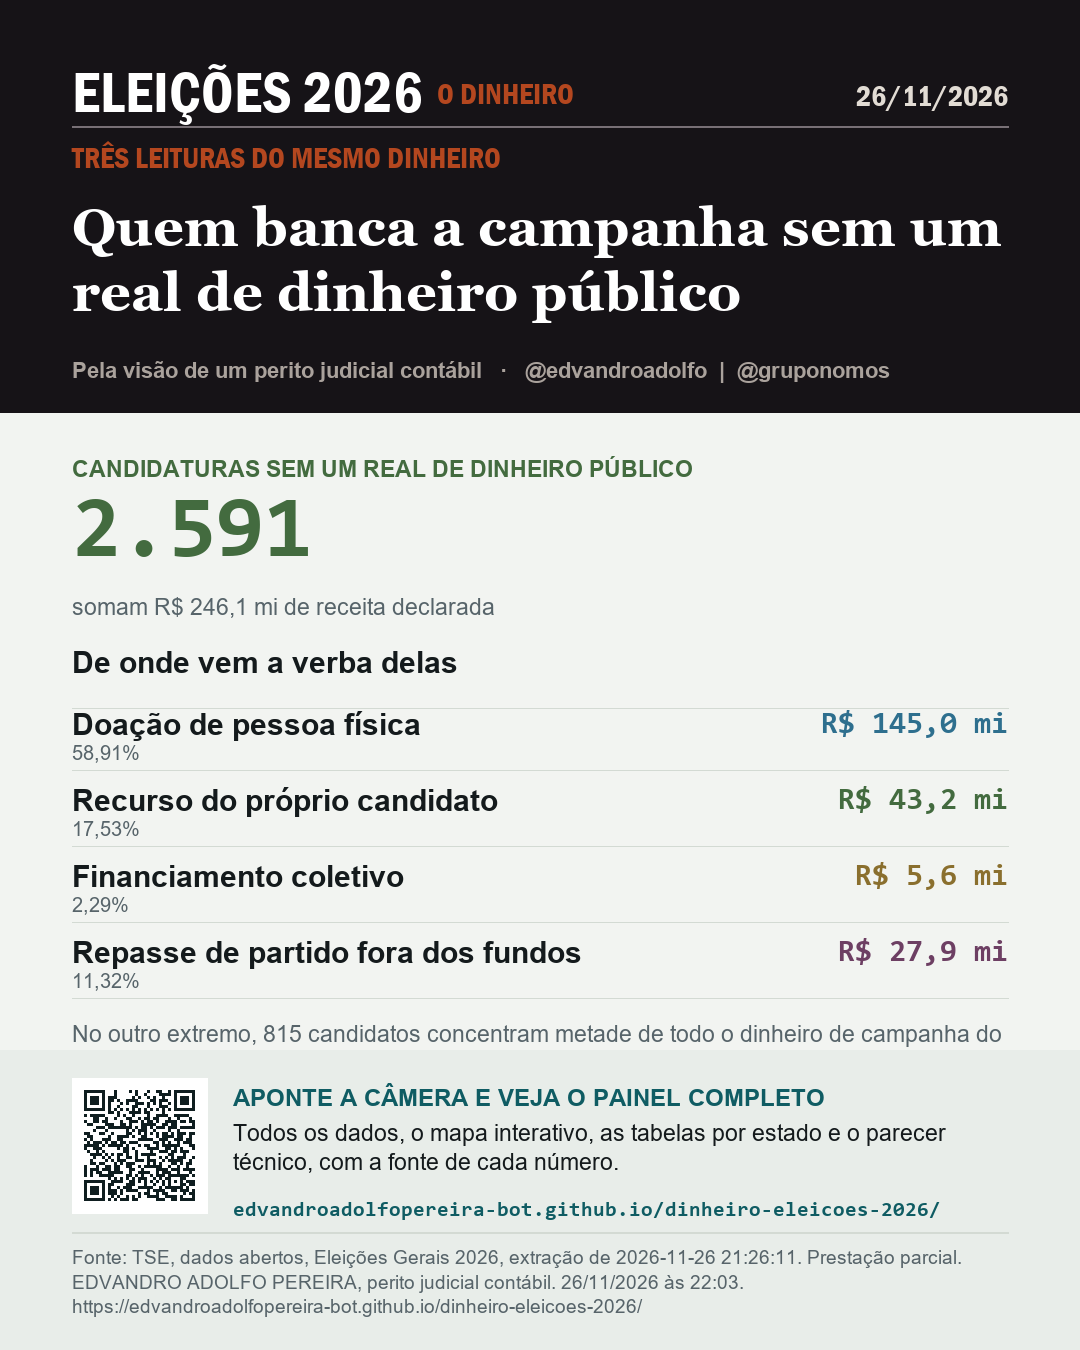 ELEIÇÕES 2026 O DINHEIRO 26/11/2026
TRÊS LEITURAS DO MESMO DINHEIRO
Quem banca a campanha sem um
real de dinheiro público
Pela visão de um perito judicial contábil · @edvandroadolfo | @gruponomos
CANDIDATURAS SEM UM REAL DE DINHEIRO PÚBLICO
2.591
somam R$ 246,1 mi de receita declarada
De onde vem a verba delas
Doação de pessoa física R$ 145,0 mi
58,91%
Recurso do próprio candidato R$ 43,2 mi
17,53%
Financiamento coletivo R$ 5,6 mi
2,29%
Repasse de partido fora dos fundos R$ 27,9 mi
11,32%
No outro extremo, 815 candidatos concentram metade de todo o dinheiro de campanha do
APONTE A CÂMERA E VEJA O PAINEL COMPLETO
Todos os dados, o mapa interativo, as tabelas por estado e o parecer
técnico, com a fonte de cada número.
edvandroadolfopereira-bot.github.io/dinheiro-eleicoes-2026/
Fonte: TSE, dados abertos, Eleições Gerais 2026, extração de 2026-11-26 21:26:11. Prestação parcial.
EDVANDRO ADOLFO PEREIRA, perito judicial contábil. 26/11/2026 às 22:03.
https://edvandroadolfopereira-bot.github.io/dinheiro-eleicoes-2026/